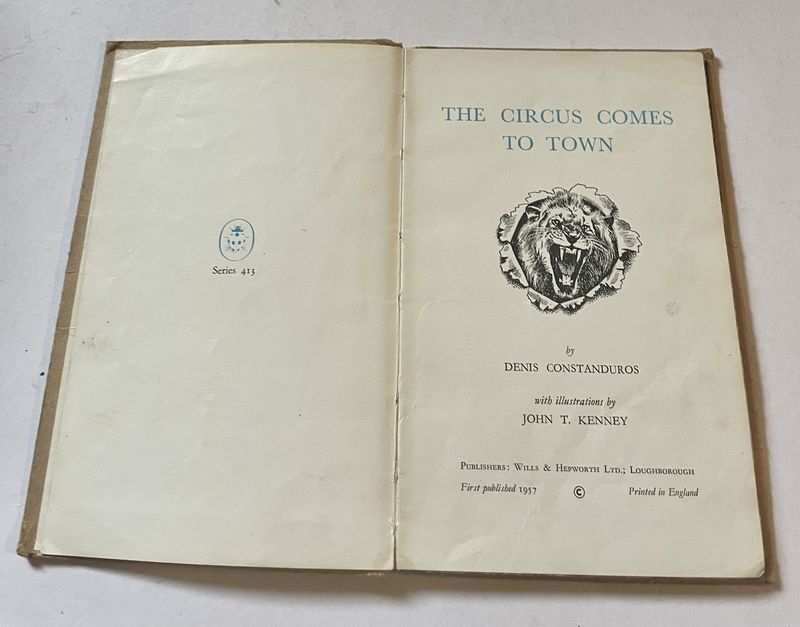 Series 413
THE CIRCUS COMES
TO TOWN
by
DENIS CONSTANDUROS
with illustrations by
JOHN T. KENNEY
Publishers: Wills & Hepworth Ltd.; Loughborough
First published 1957 © Printed in England